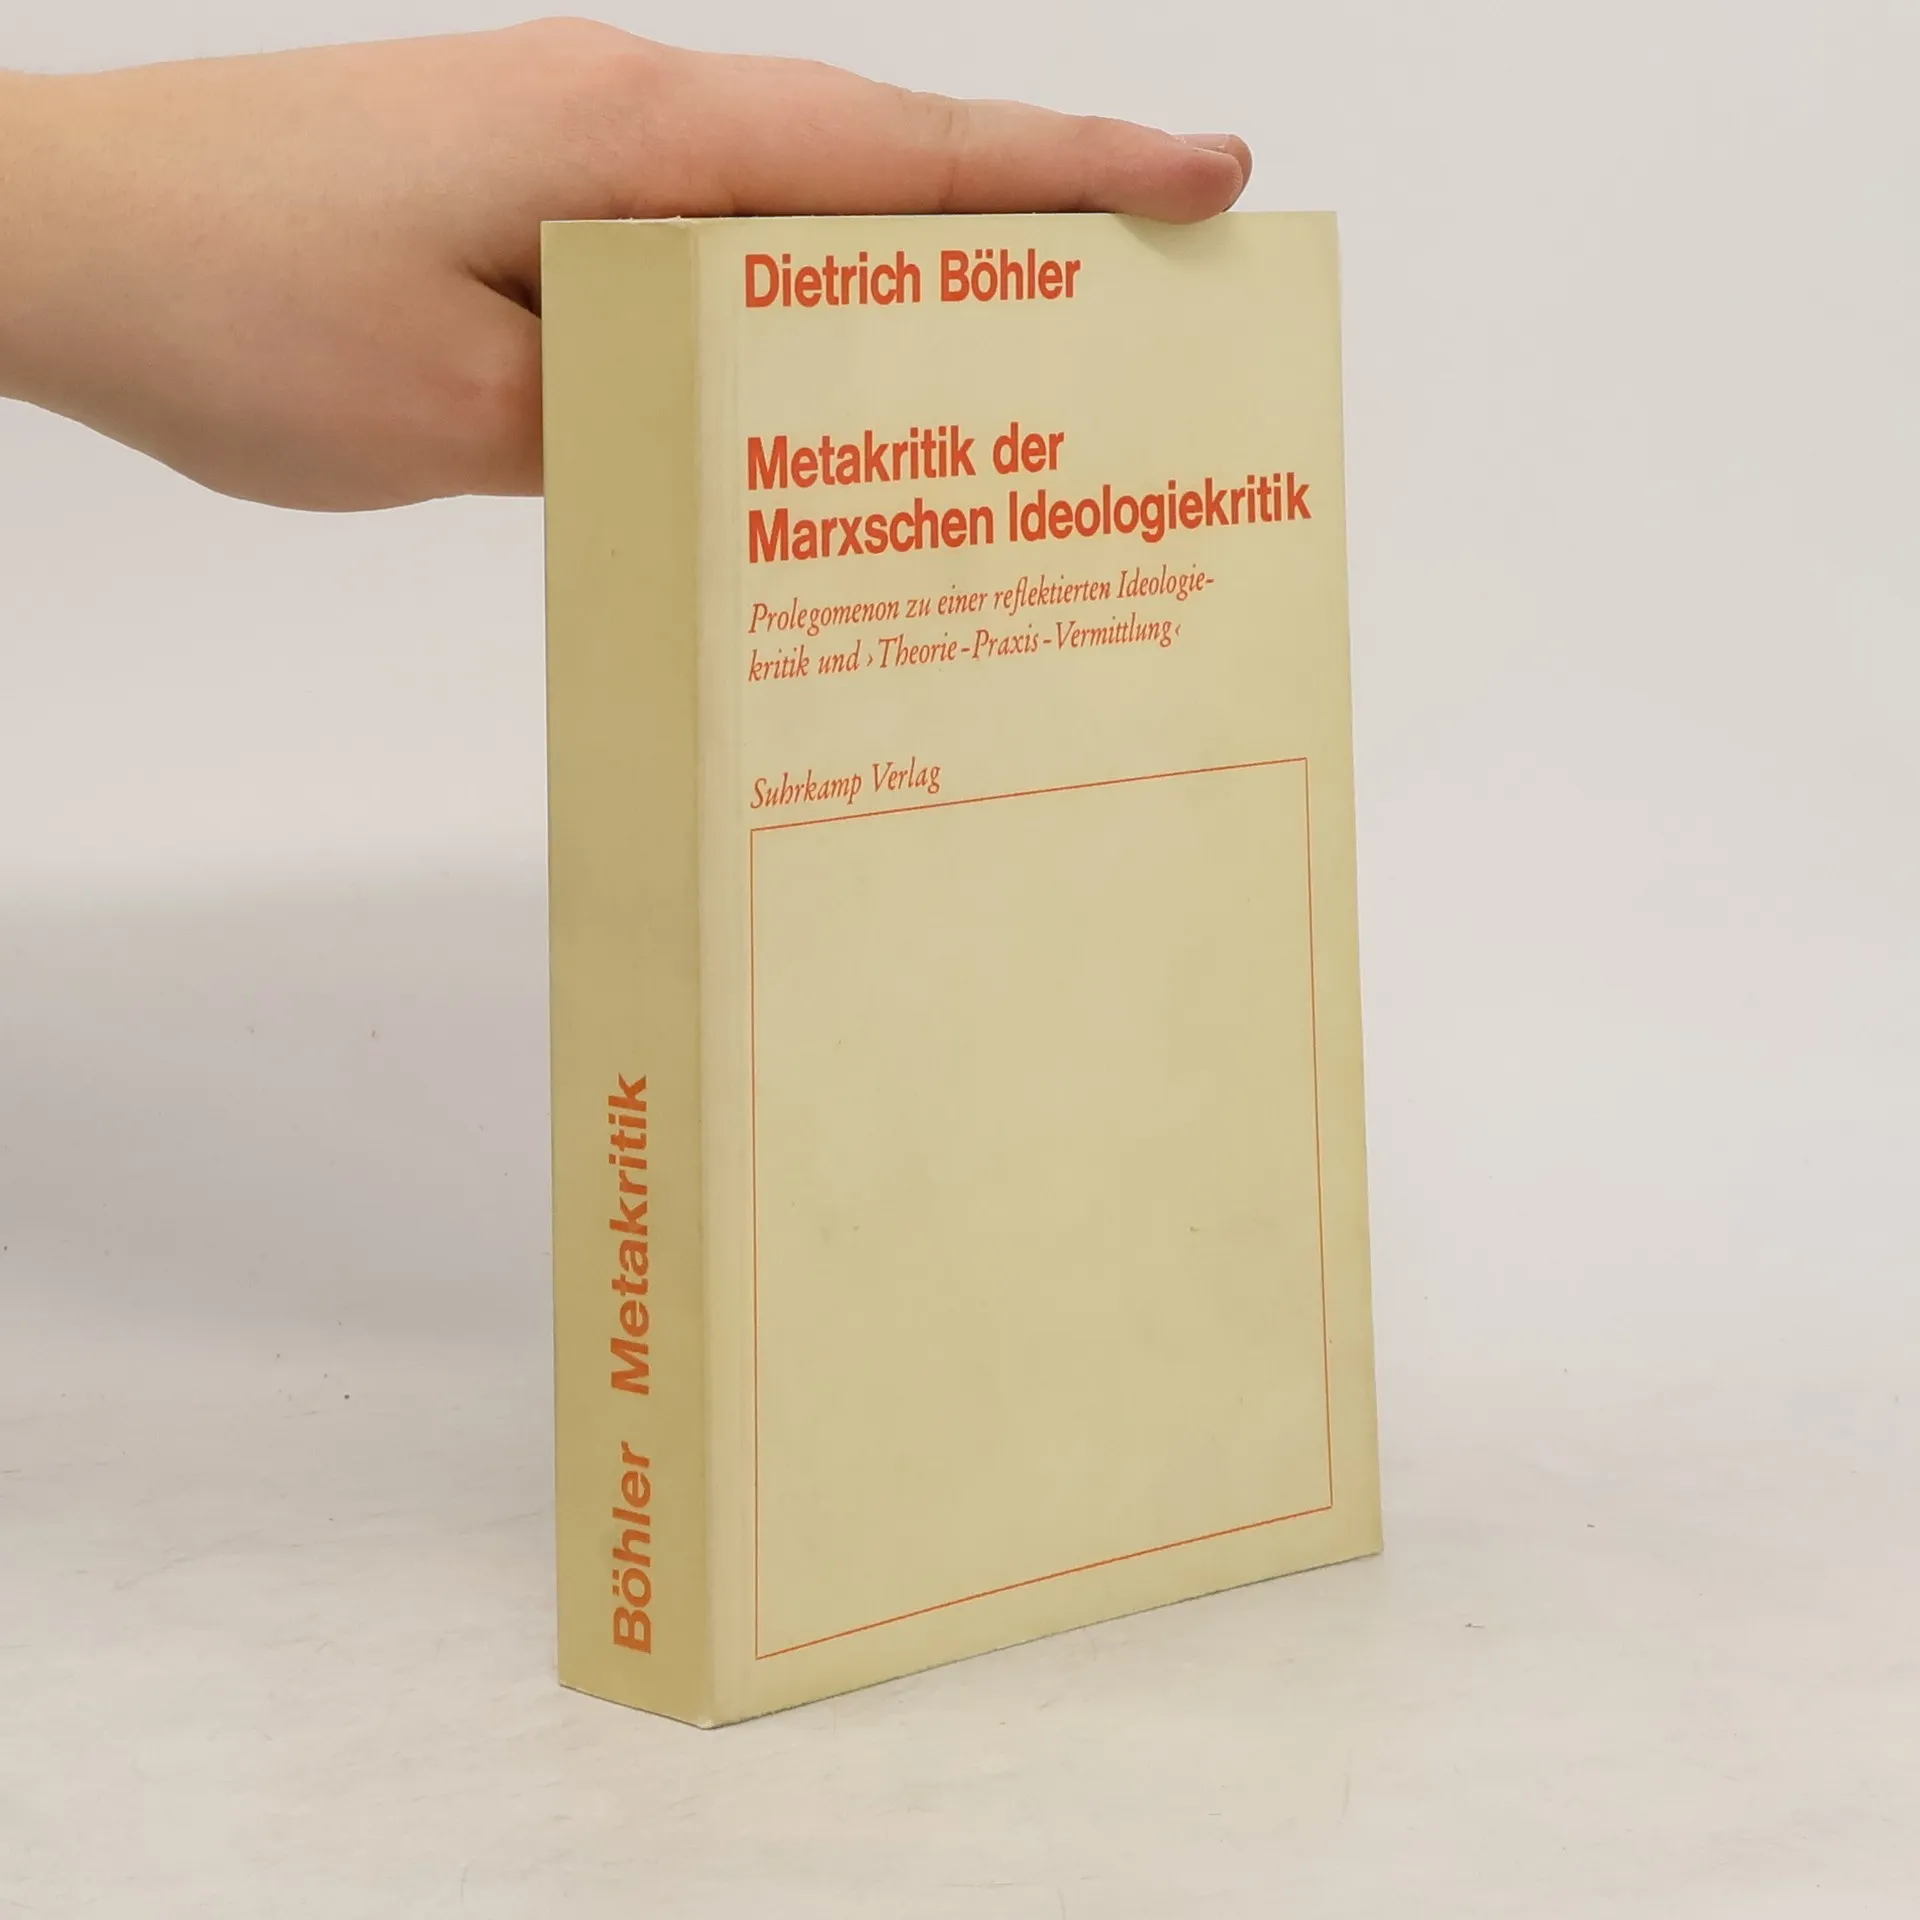 Dietrich Böhler
Metakritik der
Marxschen Ideologiekritik
Prolegomenon zu einer reflektierten Ideologie-
kritik und ›Theorie-Praxis-Vermittlung‹
Suhrkamp Verlag
Böhler Metakritik